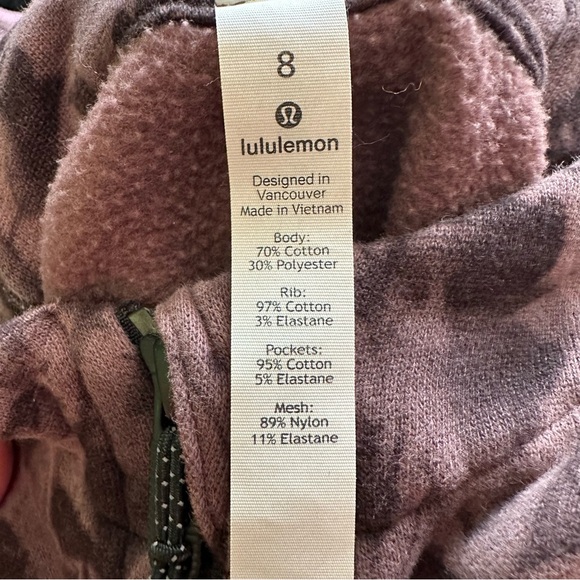 8
lululemon
Designed in
Vancouver
Made in Vietnam
Body:
70% Cotton
30% Polyester
Rib:
97% Cotton
3% Elastane
Pockets:
95% Cotton
5% Elastane
Mesh:
89% Nylon
11% Elastane